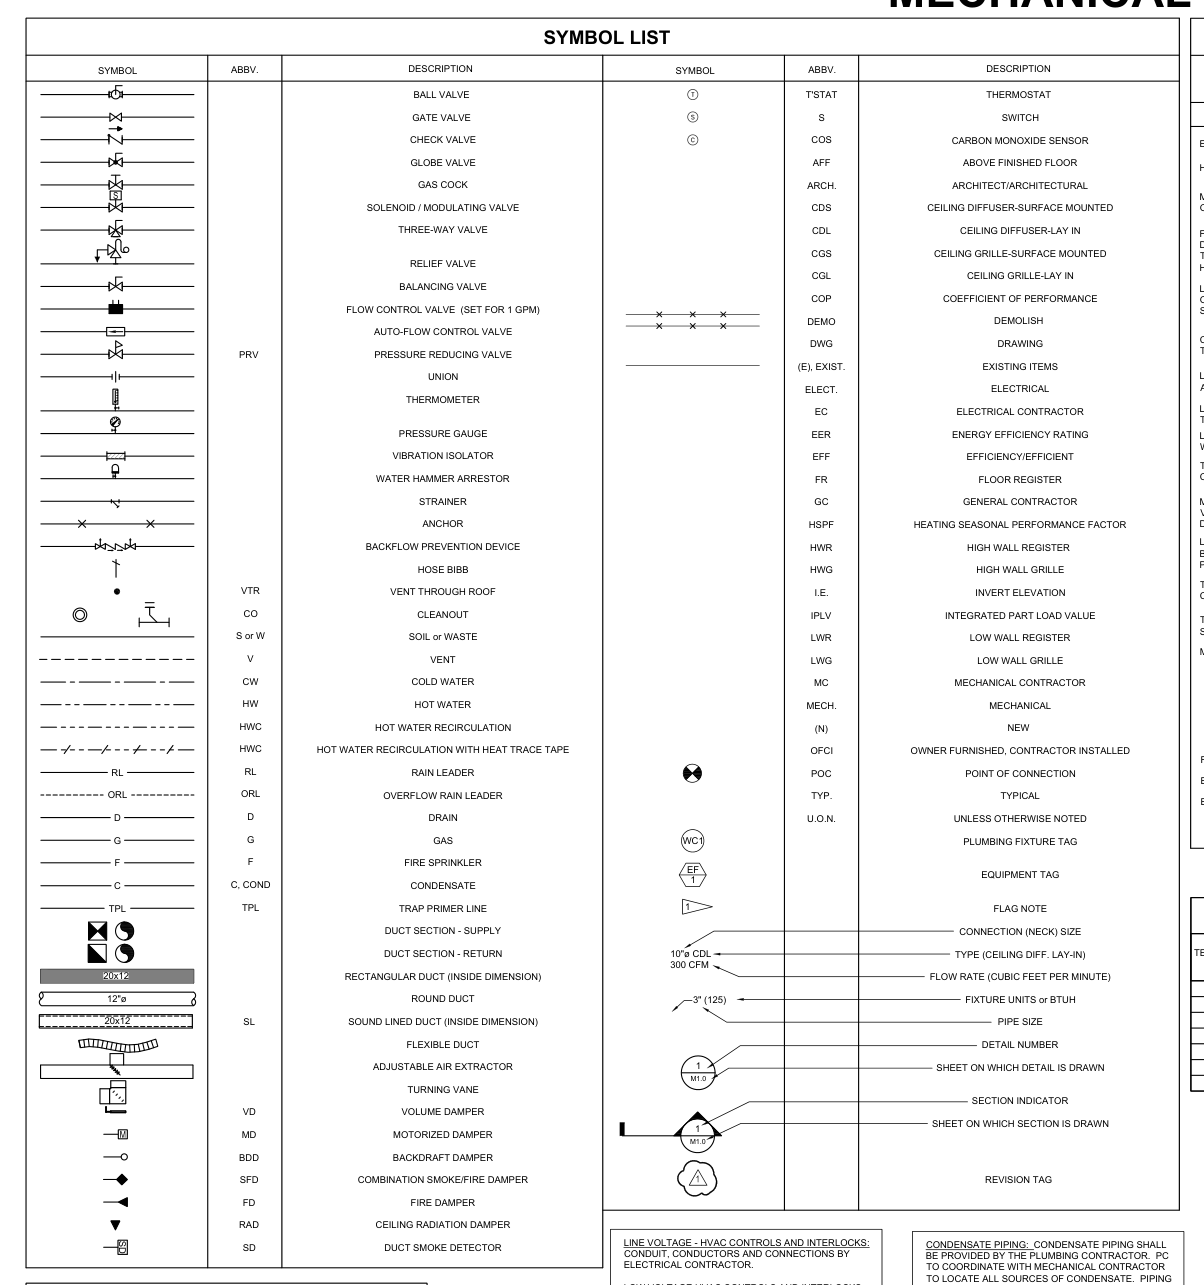 MECHANICAL
SYMBOL LIST
SYMBOL ABBV. DESCRIPTION
BALL VALVE
GATE VALVE
CHECK VALVE
GLOBE VALVE
GAS COCK
S
SOLENOID / MODULATING VALVE
THREE-WAY VALVE
RELIEF VALVE
BALANCING VALVE
FLOW CONTROL VALVE (SET FOR 1 GPM)
AUTO-FLOW CONTROL VALVE
PRV PRESSURE REDUCING VALVE
UNION
THERMOMETER
PRESSURE GAUGE
VIBRATION ISOLATOR
WATER HAMMER ARRESTOR
STRAINER
ANCHOR
BACKFLOW PREVENTION DEVICE
HOSE BIBB
VTR VENT THROUGH ROOF
CO CLEANOUT
S or W SOIL or WASTE
V VENT
CW COLD WATER
HW HOT WATER
HWC HOT WATER RECIRCULATION
HWC HOT WATER RECIRCULATION WITH HEAT TRACE TAPE
RL RL RAIN LEADER
ORL ORL OVERFLOW RAIN LEADER
D D DRAIN
G G GAS
F F FIRE SPRINKLER
C C, COND CONDENSATE
TPL TPL TRAP PRIMER LINE
DUCT SECTION - SUPPLY
DUCT SECTION - RETURN
20x12 RECTANGULAR DUCT (INSIDE DIMENSION)
12"ø ROUND DUCT
20x12 SL SOUND LINED DUCT (INSIDE DIMENSION)
FLEXIBLE DUCT
ADJUSTABLE AIR EXTRACTOR
TURNING VANE
VD VOLUME DAMPER
M MD MOTORIZED DAMPER
BDD BACKDRAFT DAMPER
SFD COMBINATION SMOKE/FIRE DAMPER
FD FIRE DAMPER
RAD CEILING RADIATION DAMPER
SD SD DUCT SMOKE DETECTOR
SYMBOL ABBV. DESCRIPTION
T T'STAT THERMOSTAT
S S SWITCH
C COS CARBON MONOXIDE SENSOR
AFF ABOVE FINISHED FLOOR
ARCH. ARCHITECT/ARCHITECTURAL
CDS CEILING DIFFUSER-SURFACE MOUNTED
CDL CEILING DIFFUSER-LAY IN
CGS CEILING GRILLE-SURFACE MOUNTED
CGL CEILING GRILLE-LAY IN
COP COEFFICIENT OF PERFORMANCE
DEMO DEMOLISH
DWG DRAWING
(E), EXIST. EXISTING ITEMS
ELECT. ELECTRICAL
EC ELECTRICAL CONTRACTOR
EER ENERGY EFFICIENCY RATING
EFF EFFICIENCY/EFFICIENT
FR FLOOR REGISTER
GC GENERAL CONTRACTOR
HSPF HEATING SEASONAL PERFORMANCE FACTOR
HWR HIGH WALL REGISTER
HWG HIGH WALL GRILLE
I.E. INVERT ELEVATION
IPLV INTEGRATED PART LOAD VALUE
LWR LOW WALL REGISTER
LWG LOW WALL GRILLE
MC MECHANICAL CONTRACTOR
MECH. MECHANICAL
(N) NEW
OFCI OWNER FURNISHED, CONTRACTOR INSTALLED
POC POINT OF CONNECTION
TYP. TYPICAL
U.O.N. UNLESS OTHERWISE NOTED
WC1 PLUMBING FIXTURE TAG
EF
1
EQUIPMENT TAG
1 FLAG NOTE
CONNECTION (NECK) SIZE
10"ø CDL TYPE (CEILING DIFF. LAY-IN)
300 CFM
FLOW RATE (CUBIC FEET PER MINUTE)
3" (125) FIXTURE UNITS or BTUH
PIPE SIZE
DETAIL NUMBER
1
M1.0
SHEET ON WHICH DETAIL IS DRAWN
SECTION INDICATOR
1
M1.0
SHEET ON WHICH SECTION IS DRAWN
1 REVISION TAG
LINE VOLTAGE - HVAC CONTROLS AND INTERLOCKS:
CONDUIT, CONDUCTORS AND CONNECTIONS BY
ELECTRICAL CONTRACTOR.
CONDENSATE PIPING: CONDENSATE PIPING SHALL
BE PROVIDED BY THE PLUMBING CONTRACTOR. PC
TO COORDINATE WITH MECHANICAL CONTRACTOR
TO LOCATE ALL SOURCES OF CONDENSATE. PIPING